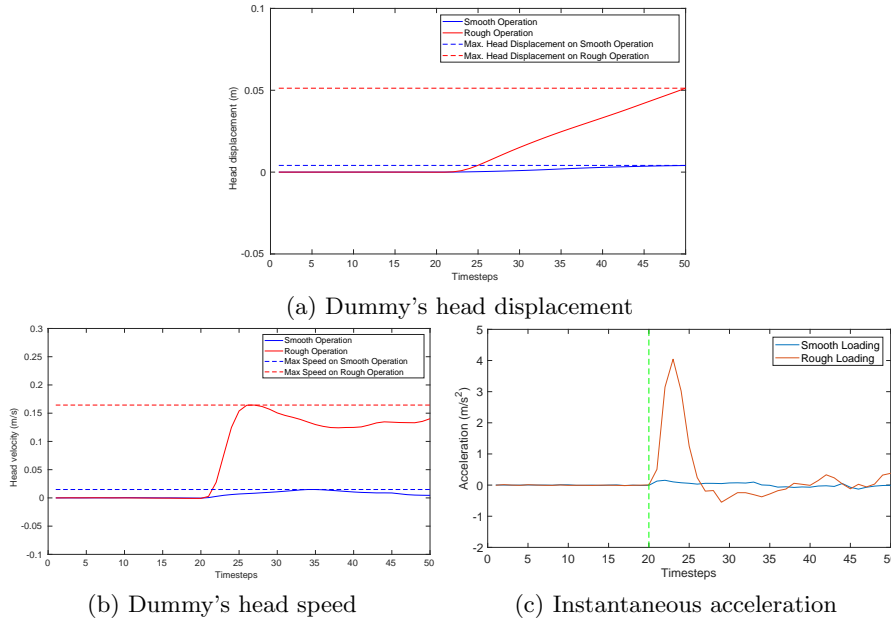 0.1
0.05
0
-0.05
Head displacement (m)
Smooth Operation
Rough Operation
Max. Head Displacement on Smooth Operation
Max. Head Displacement on Rough Operation
0 5 10 15 20 25 30 35 40 45 50
Timesteps
(a) Dummy's head displacement
0.3
0.25
0.2
0.15
0.1
0.05
0
-0.05
-0.1
Head velocity (m/s)
Smooth Operation
Rough Operation
Max Speed on Smooth Operation
Max Speed on Rough Operation
0 5 10 15 20 25 30 35 40 45 50
Timesteps
(b) Dummy's head speed
5
4
3
2
1
0
-1
-2
Acceleration (m/s²)
Smooth Loading
Rough Loading
0 5 10 15 20 25 30 35 40 45 50
Timesteps
(c) Instantaneous acceleration